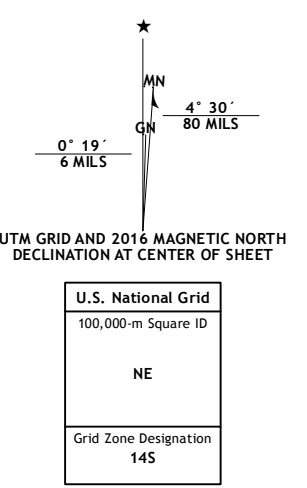 MN
GN
4° 30´
80 MILS
0° 19´
6 MILS
UTM GRID AND 2016 MAGNETIC NORTH
DECLINATION AT CENTER OF SHEET
U.S. National Grid
100,000-m Square ID
NE
Grid Zone Designation
14S